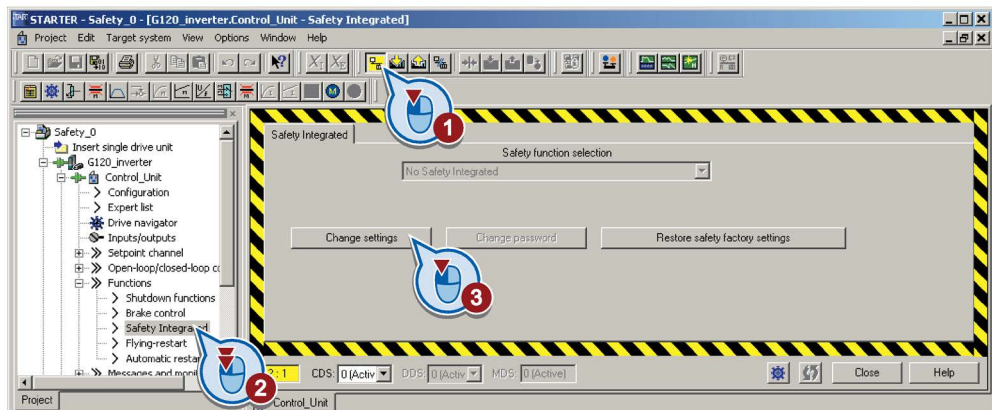 STARTER - Safety_0 - [G120_inverter.Control_Unit - Safety Integrated]
Project Edit Target system View Options Window Help
1
Safety_0
Insert single drive unit
G120_inverter
Control_Unit
Configuration
Expert list
Drive navigator
Inputs/outputs
Setpoint channel
Open-loop/closed-loop co
Functions
Shutdown functions
Brake control
Safety Integrated
Flying-restart
Automatic restar
Messages and moni
2
Project
Safety Integrated
Safety function selection
No Safety Integrated
Change settings
Change password
Restore safety factory settings
3
CDS: 0 (Activ DDS: 0 (Activ MDS: 0 (Active)
Close
Help
Control_Unit